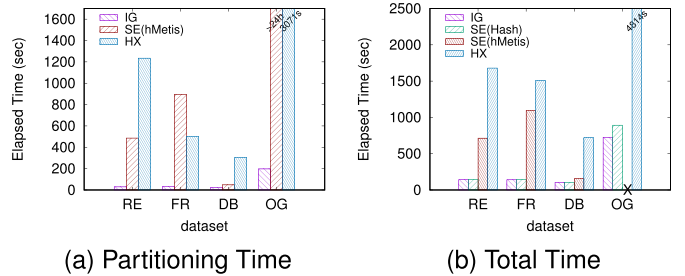 1600
1400
1200
1000
800
600
400
200
0
Elapsed Time (sec)
IG
SE(hMetis)
HX
>24h
3071s
RE FR DB OG
dataset
(a) Partitioning Time
2500
2000
1500
1000
500
0
Elapsed Time (sec)
IG
SE(Hash)
SE(hMetis)
HX
4814s
X
RE FR DB OG
dataset
(b) Total Time